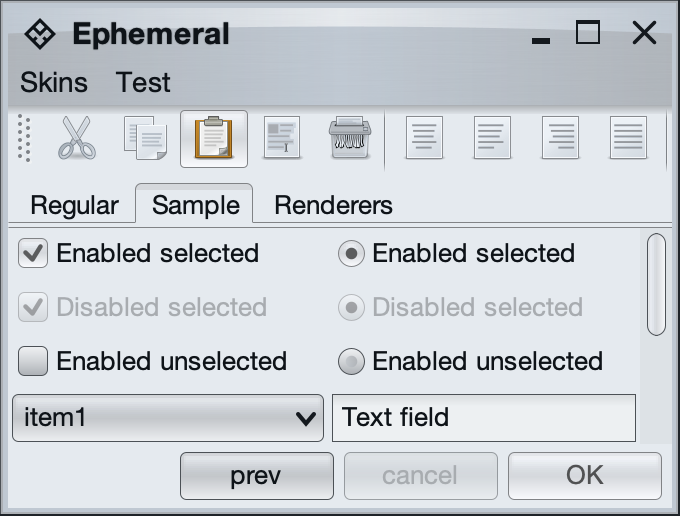 Ephemeral
Skins Test
Regular Sample Renderers
Enabled selected Enabled selected
Disabled selected Disabled selected
Enabled unselected Enabled unselected
item1 Text field
prev cancel OK